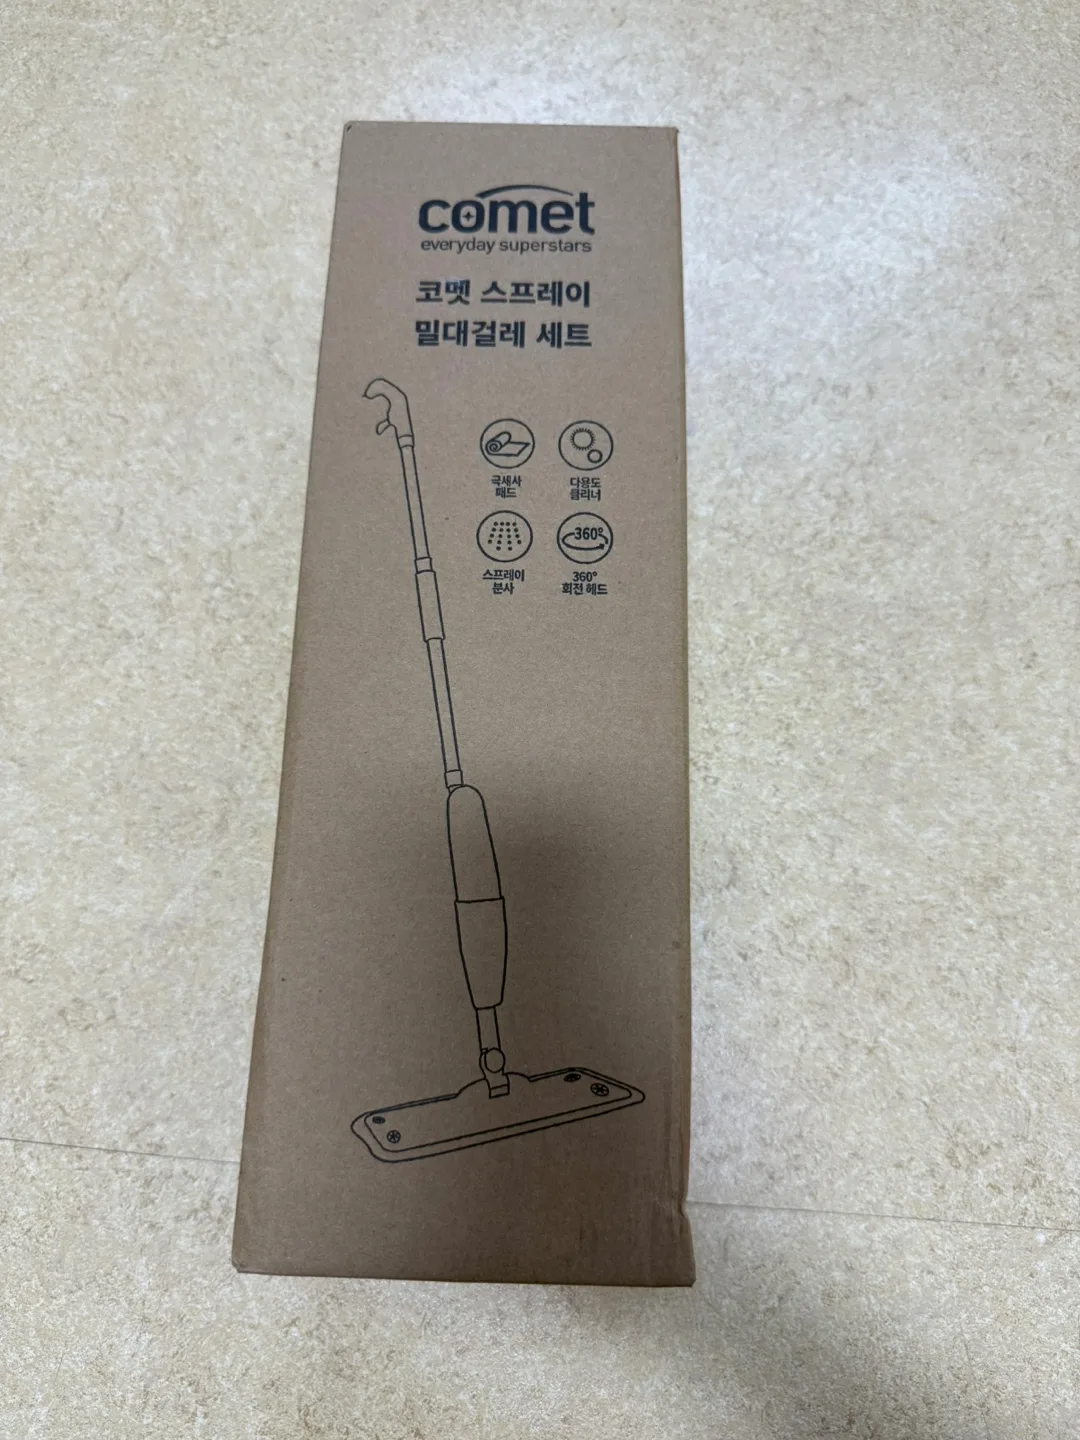 comet
everyday superstars
코멧 스프레이
밀대걸레 세트
극세사
패드
다용도
클리너
360°
스프레이
분사
360°
회전 헤드